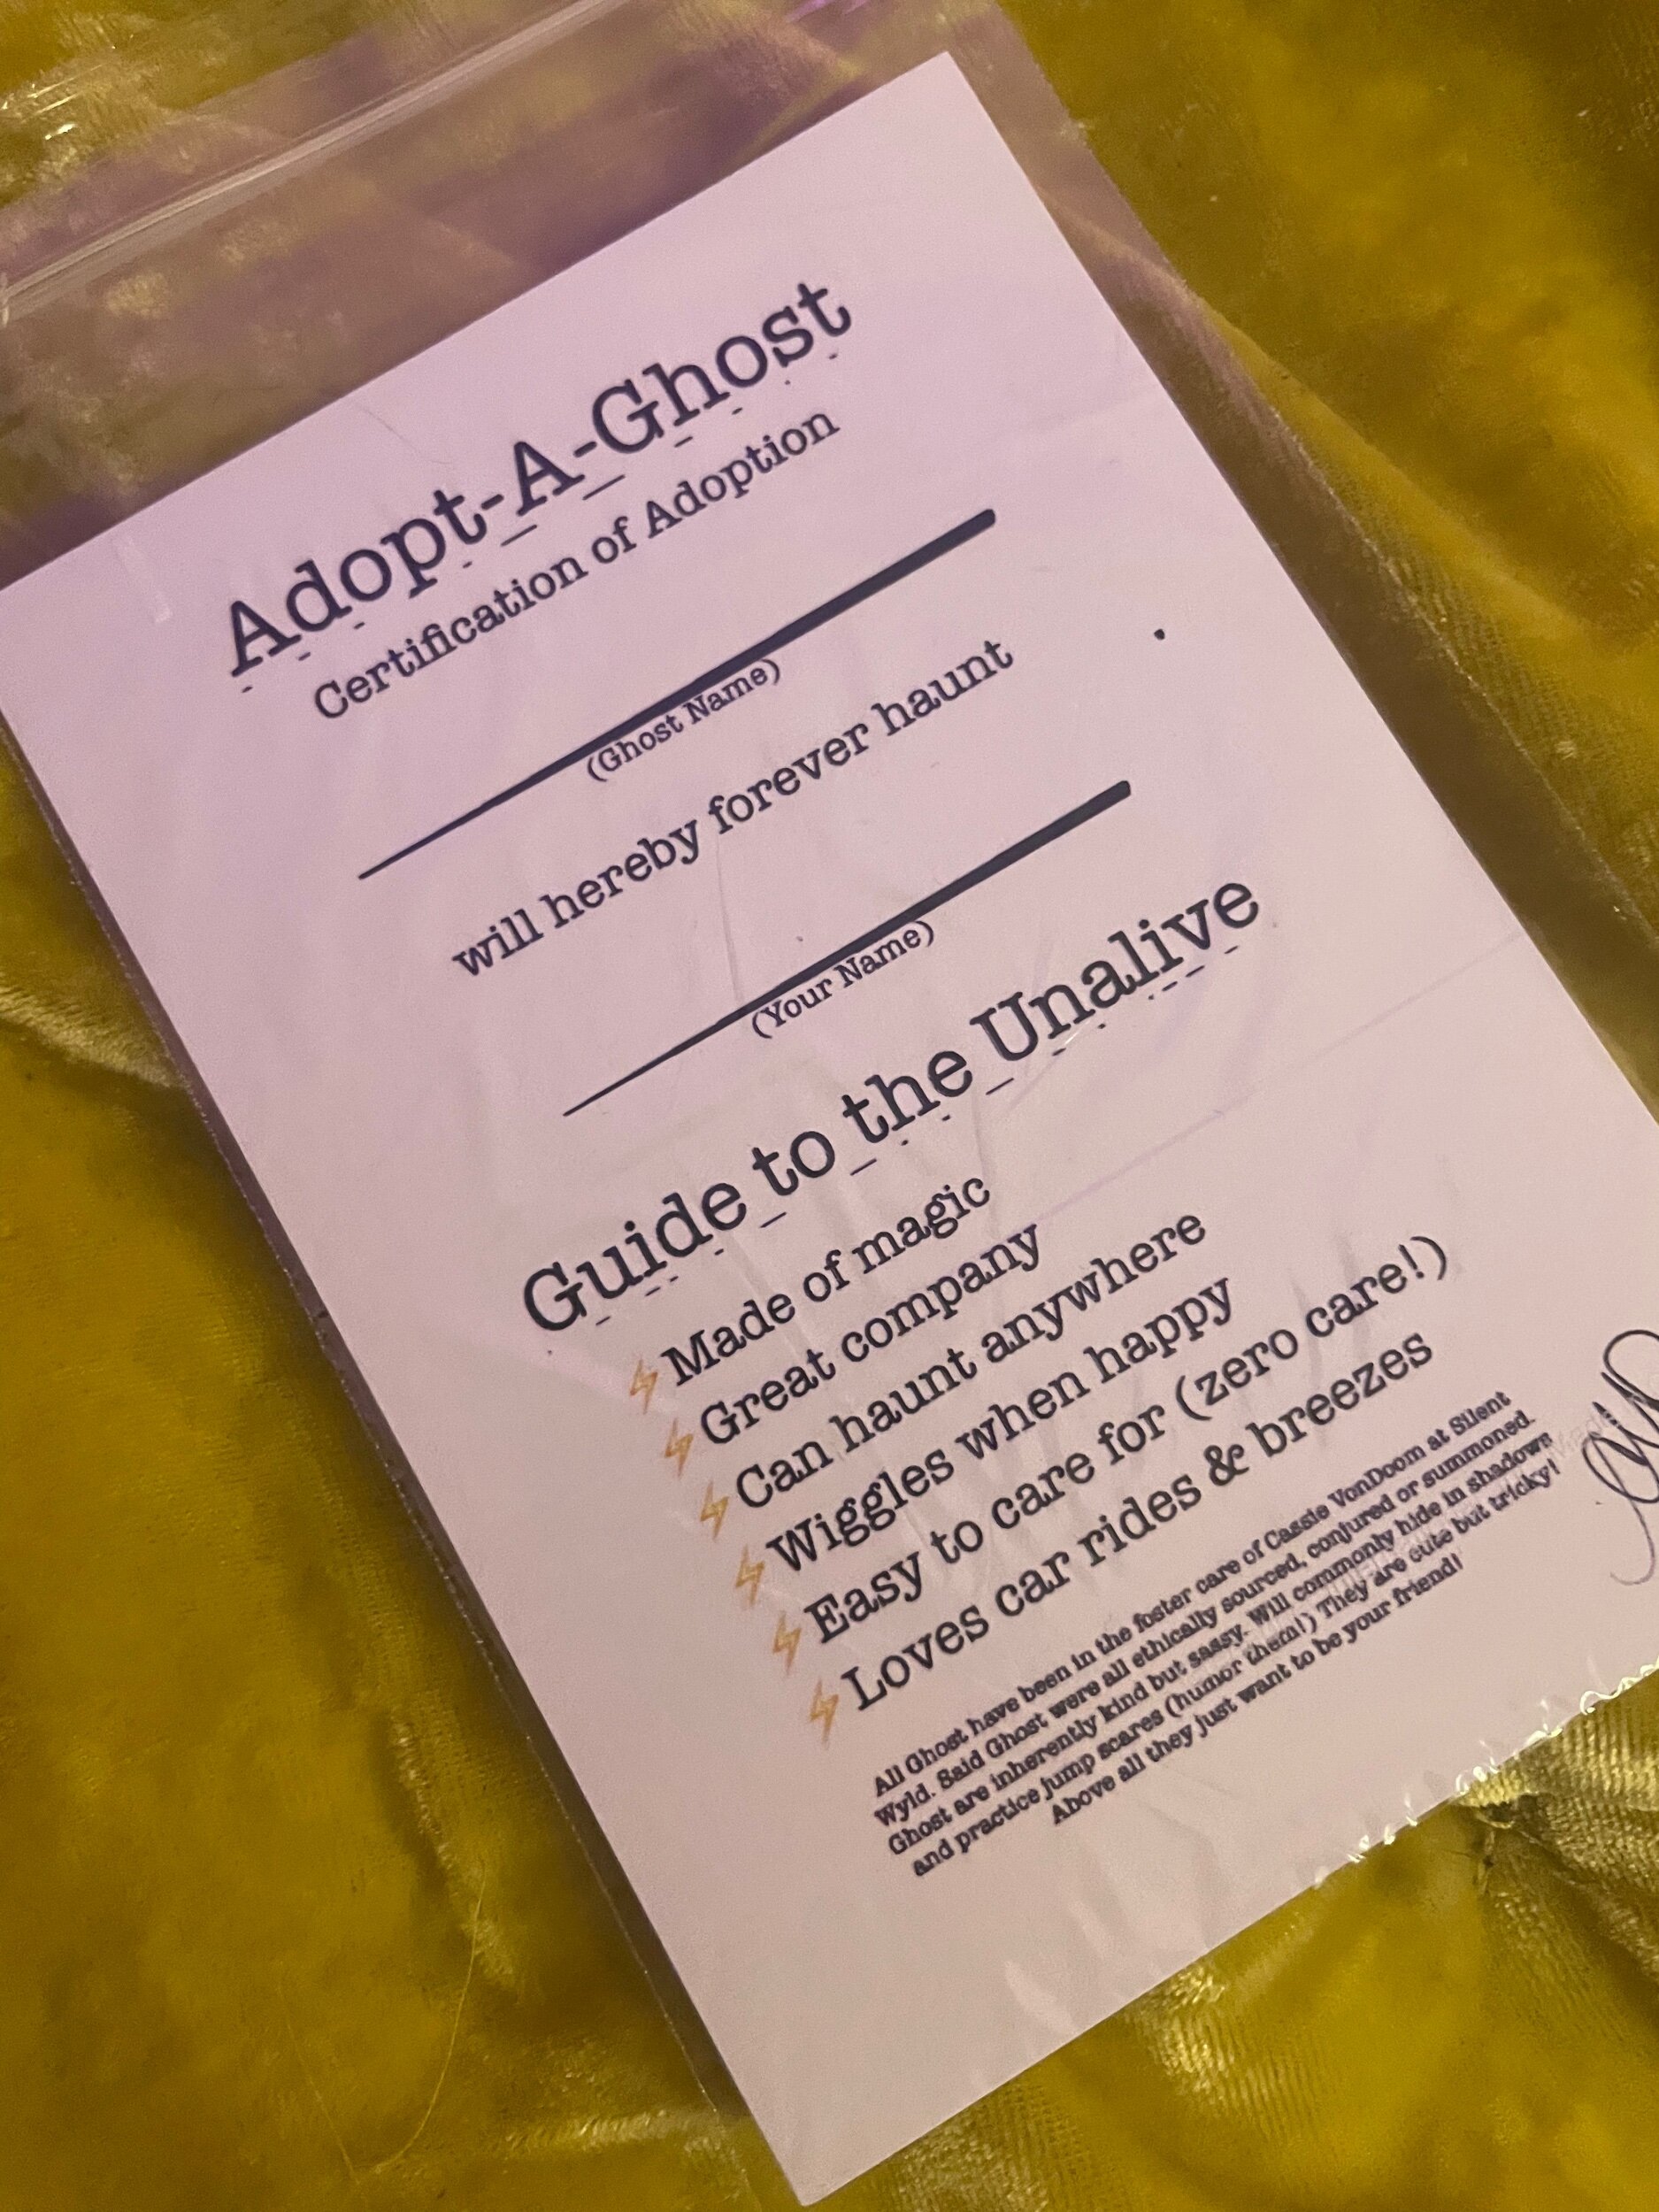 Adopt-A-Ghost
Certification of Adoption
(Ghost Name)
will hereby forever haunt
(Your Name)
Guide to the Unalive
Made of magic
Great company
Can haunt anywhere
Wiggles when happy
Easy to care for (zero care!)
Loves car rides & breezes
All Ghost have been in the foster care of Cassie VonDoom at Silent
Wyld. Said Ghost were all ethically sourced, conjured or summoned.
Ghost are inherently kind but sassy. Will commonly hide in shadows
and practice jump scares (humor them!) They are cute but tricky!
Above all they just want to be your friend!